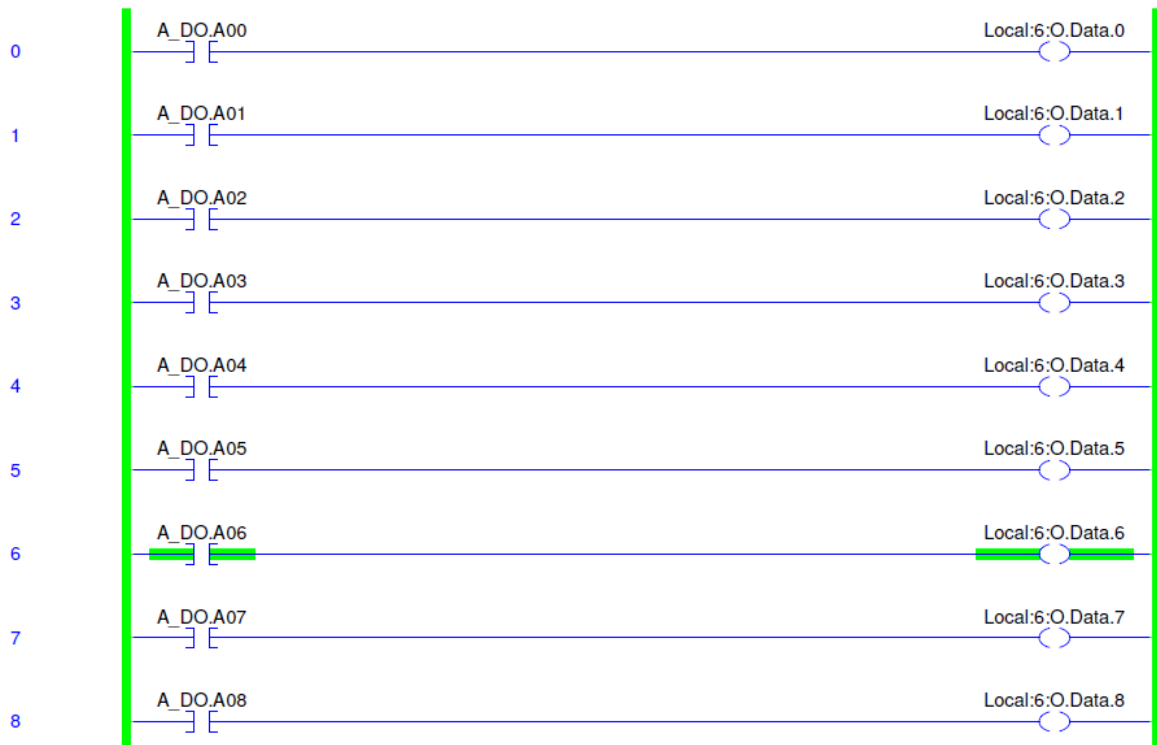 A_DO.A00 Local:6:O.Data.0
0
A_DO.A01 Local:6:O.Data.1
1
A_DO.A02 Local:6:O.Data.2
2
A_DO.A03 Local:6:O.Data.3
3
A_DO.A04 Local:6:O.Data.4
4
A_DO.A05 Local:6:O.Data.5
5
A_DO.A06 Local:6:O.Data.6
6
A_DO.A07 Local:6:O.Data.7
7
A_DO.A08 Local:6:O.Data.8
8